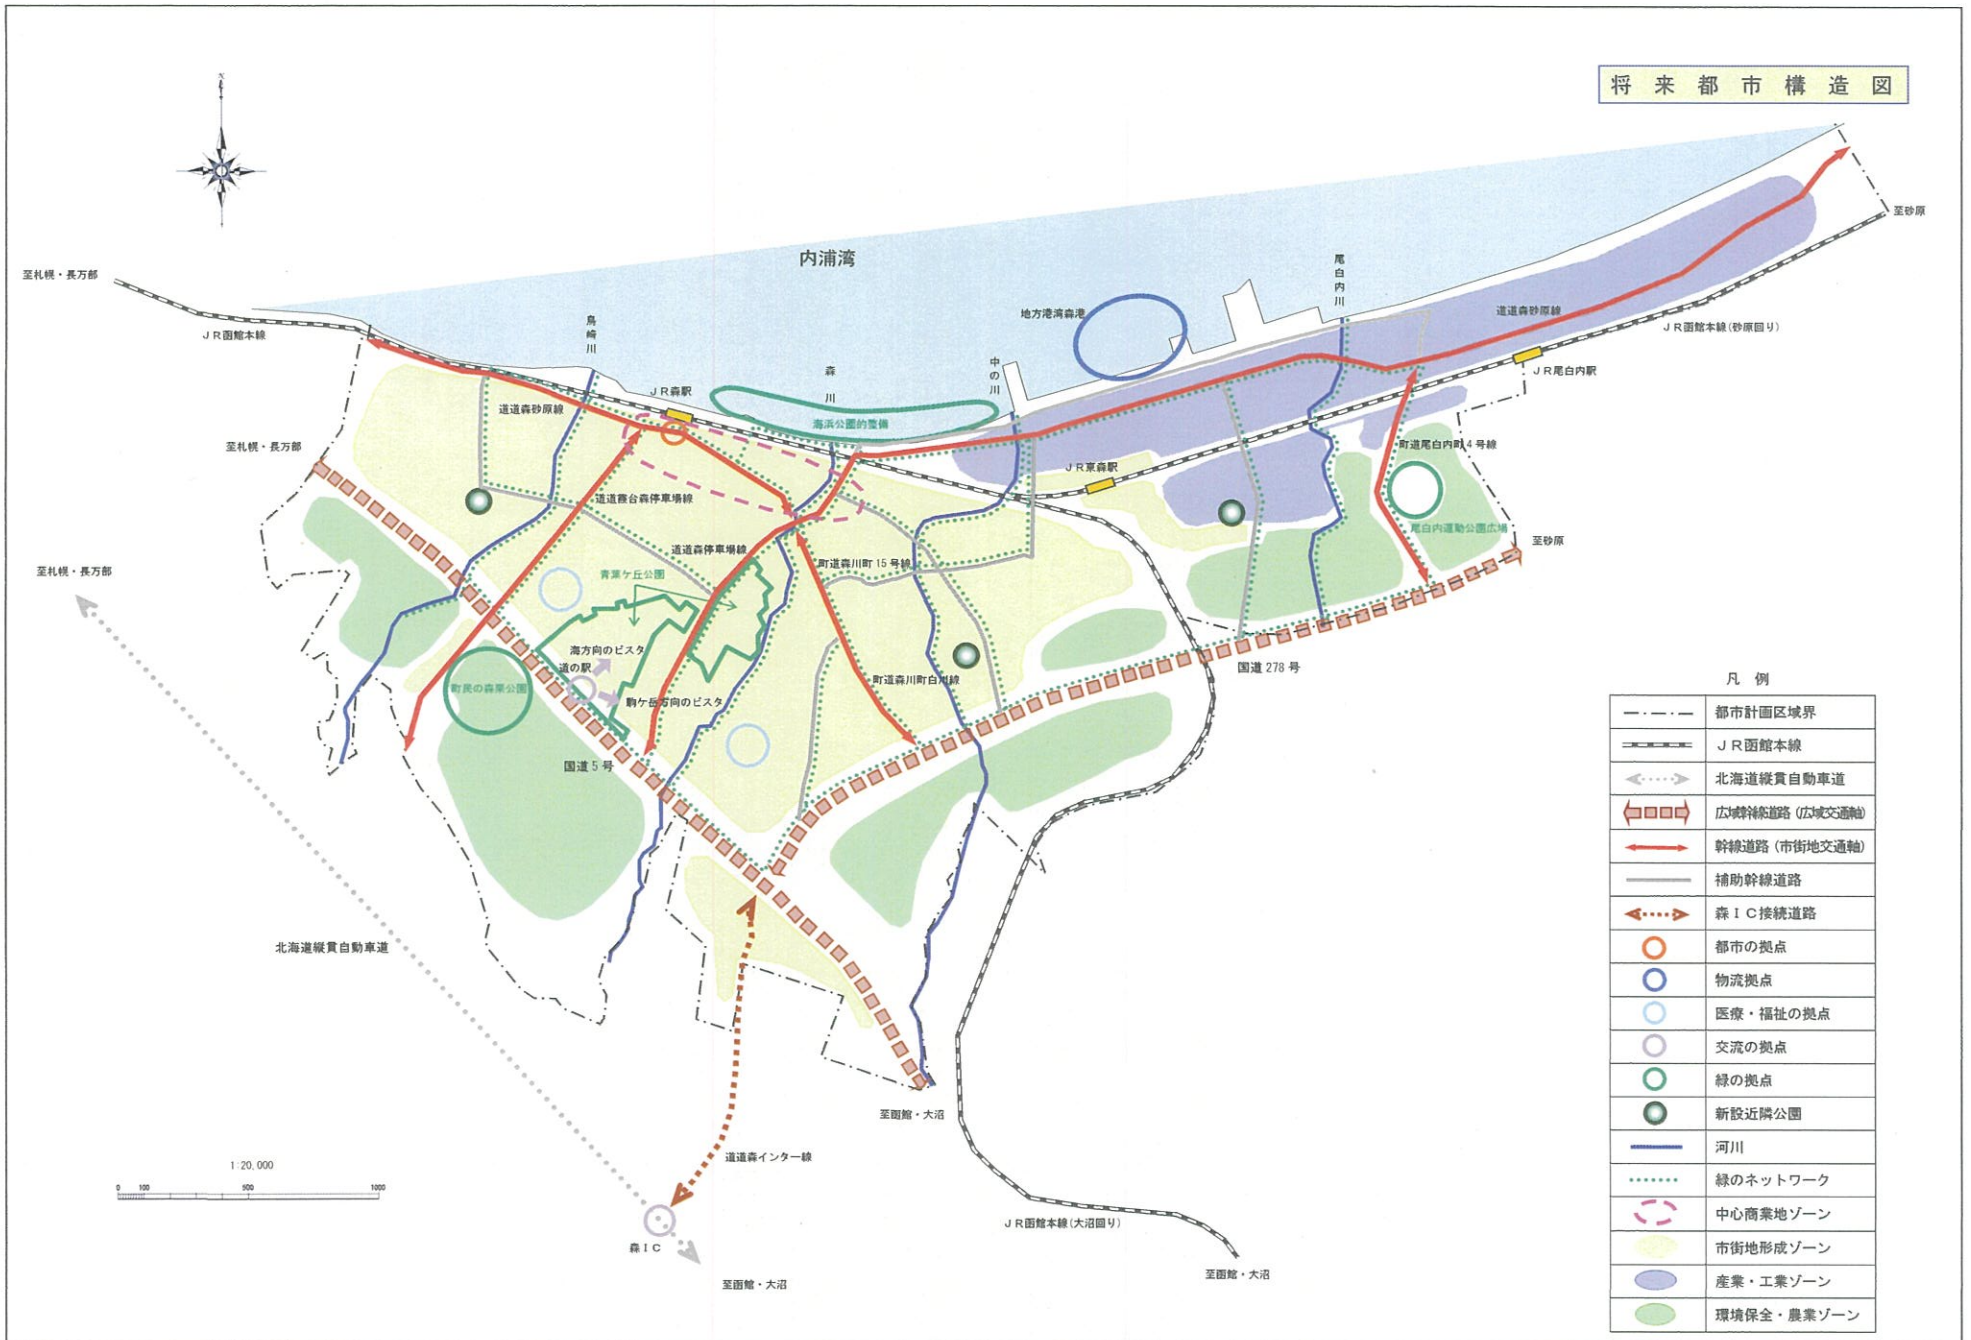 将来都市構造図
N
至砂原
内浦湾
尾白内川
至札幌・長万部
地方港湾森港
道道森砂原線
鳥崎川
ＪＲ函館本線
ＪＲ函館本線(砂原回り)
中の川
森川
ＪＲ尾白内駅
ＪＲ森駅
道道森砂原線
海浜公園的整備
至札幌・長万部
町道尾白内町4号線
ＪＲ東森駅
道道霞台森停車場線
尾白内運動公園広場
至砂原
道道森停車場線
町道森川町15号線
至札幌・長万部
青葉ケ丘公園
海方向のビスタ
道の駅
国道278号
町道森川町白川線
町民の森栗公園
駒ケ岳方向のビスタ
国道5号
北海道縦貫自動車道
至函館・大沼
道道森インター線
1:20,000
0 100 500 1000
ＪＲ函館本線(大沼回り)
森ＩＣ
至函館・大沼
至函館・大沼
凡例
都市計画区域界
ＪＲ函館本線
北海道縦貫自動車道
広域幹線道路（広域交通軸）
幹線道路（市街地交通軸）
補助幹線道路
森ＩＣ接続道路
都市の拠点
物流拠点
医療・福祉の拠点
交流の拠点
緑の拠点
新設近隣公園
河川
緑のネットワーク
中心商業地ゾーン
市街地形成ゾーン
産業・工業ゾーン
環境保全・農業ゾーン